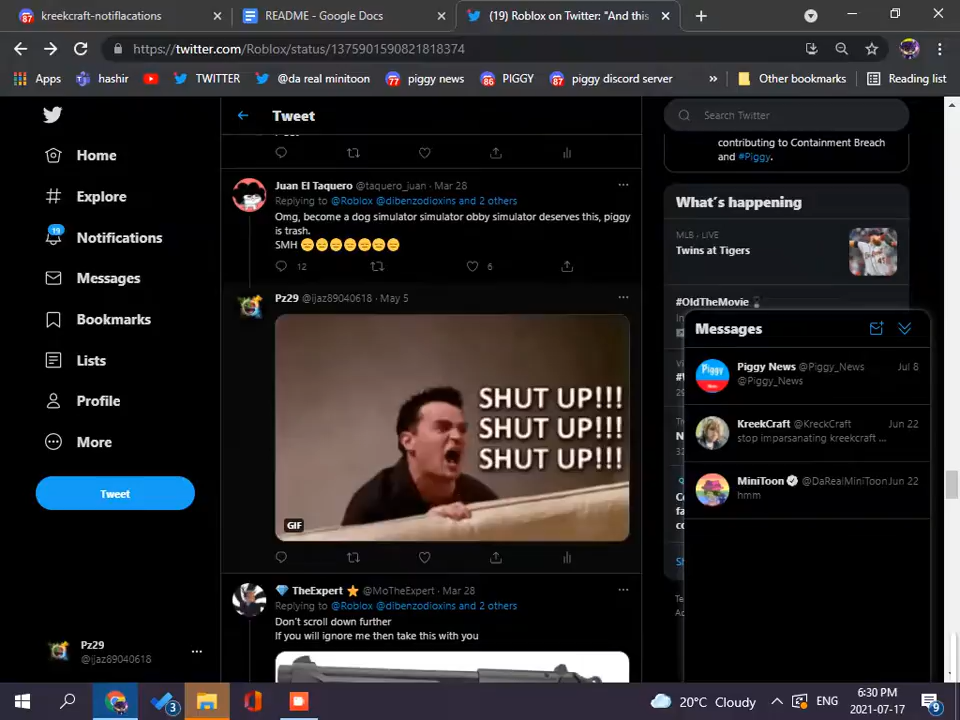 kreekcraft-notiflacations
README - Google Docs
(19) Roblox on Twitter: "And this
https://twitter.com/Roblox/status/1375901590821818374
Apps
hashir
TWITTER
@da real minitoon
77
piggy news
86
PIGGY
87
piggy discord server
»
Other bookmarks
Reading list
Home
Explore
19
Notifications
Messages
Bookmarks
Lists
Profile
More
Tweet
Pz29
@ijaz89040618
Tweet
Juan El Taquero @taquero_juan · Mar 28
Replying to @Roblox @dibenzodioxins and 2 others
Omg, become a dog simulator simulator obby simulator deserves this, piggy
is trash.
SMH 😑😑😑😑😑😑😑
12
6
Pz29 @ijaz89040618 · May 5
SHUT UP!!!
SHUT UP!!!
SHUT UP!!!
GIF
💎 TheExpert ⭐ @MoTheExpert · Mar 28
Replying to @Roblox @dibenzodioxins and 2 others
Don't scroll down further
If you will ignore me then take this with you
Search Twitter
contributing to Containment Breach
and #Piggy.
What's happening
MLB · LIVE
Twins at Tigers
#OldTheMovie
Messages
Piggy News @Piggy_News
Jul 8
@Piggy_News
KreekCraft @KreckCraft
Jun 22
stop imparsanating kreekcraft ...
MiniToon @DaRealMiniToon
Jun 22
hmm
3
20°C Cloudy
ENG
6:30 PM
2021-07-17
9